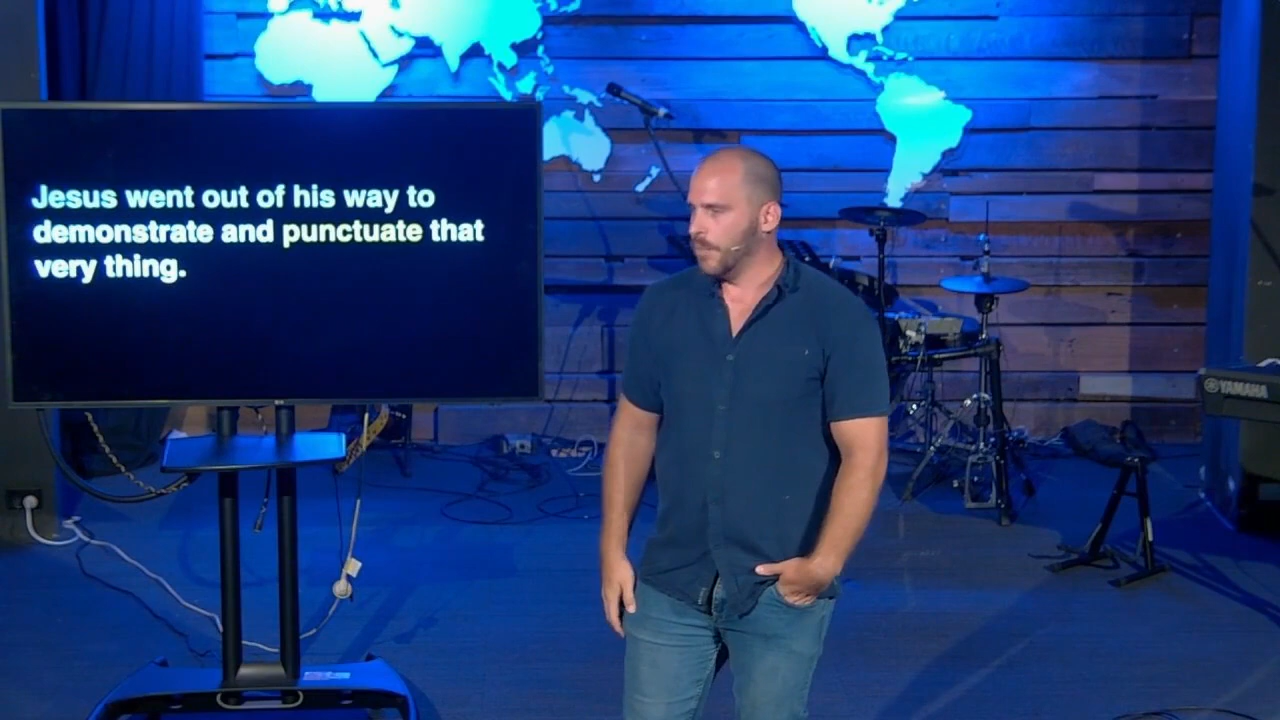 Jesus went out of his way to
demonstrate and punctuate that
very thing.
YAMAHA